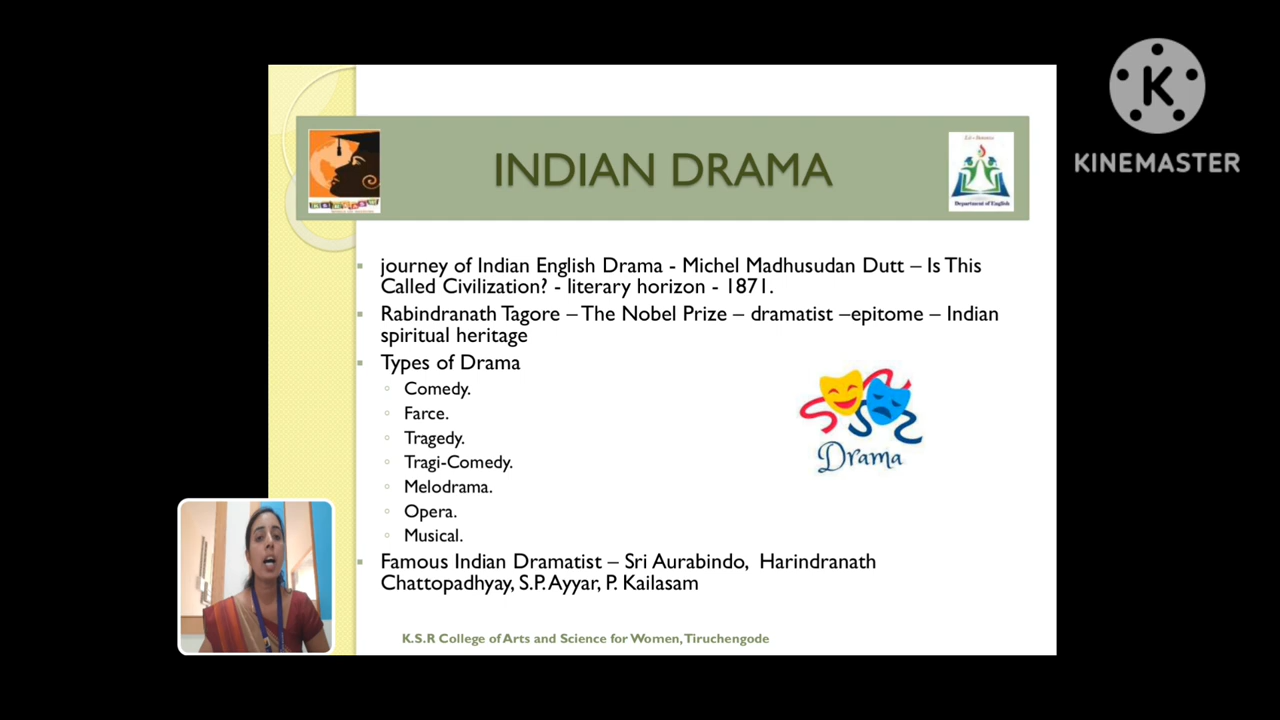 KINEMASTER
INDIAN DRAMA
Department of English
journey of Indian English Drama - Michel Madhusudan Dutt – Is This
Called Civilization? - literary horizon - 1871.
Rabindranath Tagore – The Nobel Prize – dramatist –epitome – Indian
spiritual heritage
Types of Drama
Comedy.
Farce.
Tragedy.
Tragi-Comedy.
Melodrama.
Opera.
Musical.
Drama
Famous Indian Dramatist – Sri Aurabindo, Harindranath
Chattopadhyay, S.P. Ayyar, P. Kailasam
K.S.R College of Arts and Science for Women, Tiruchengode